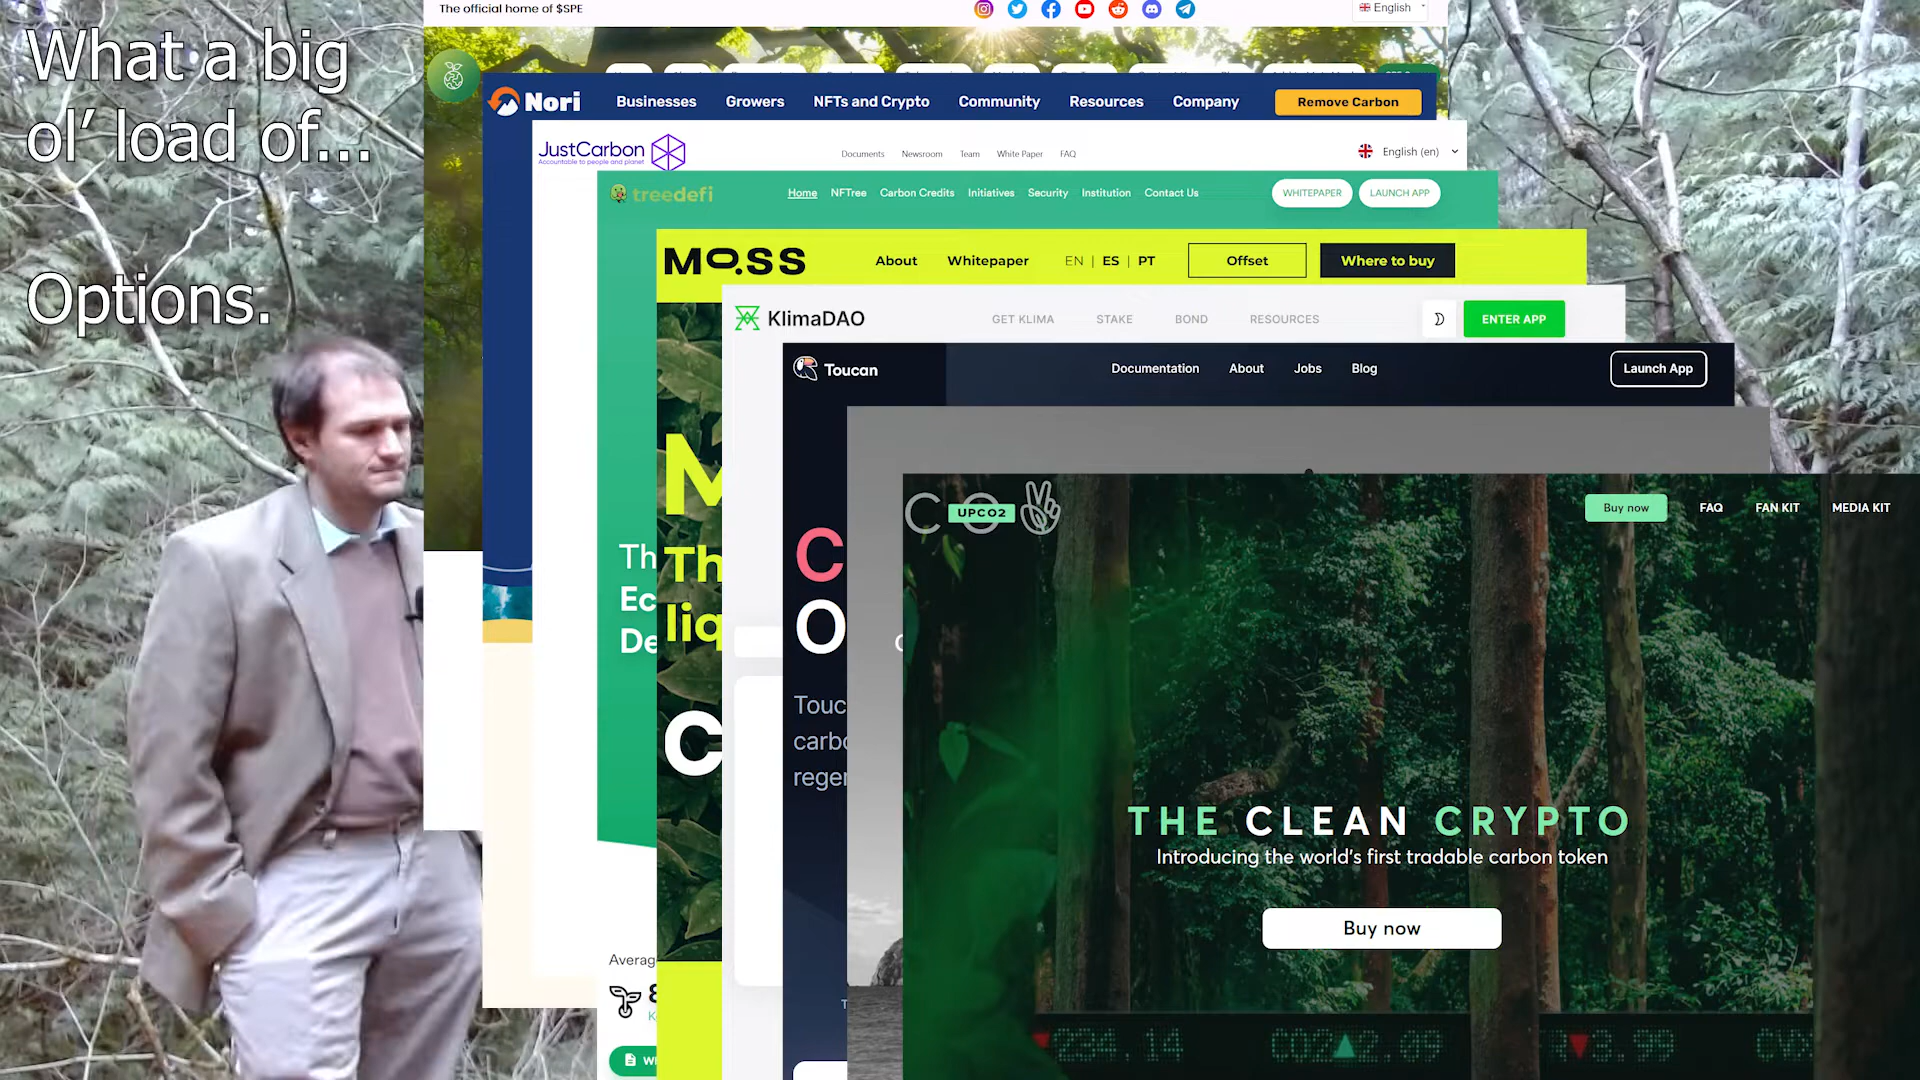 What a big
ol’ load of...
Options.
The official home of $SPE
English
Nori
Businesses
Growers
NFTs and Crypto
Community
Resources
Company
Remove Carbon
JustCarbon
Accountable to people and planet
Documents
Newsroom
Team
White Paper
FAQ
English (en)
treedefi
Home
NFTree
Carbon Credits
Initiatives
Security
Institution
Contact Us
WHITEPAPER
LAUNCH APP
MOSS
About
Whitepaper
EN | ES | PT
Offset
Where to buy
KlimaDAO
GET KLIMA
STAKE
BOND
RESOURCES
ENTER APP
Toucan
Documentation
About
Jobs
Blog
Launch App
UPCO2
Buy now
FAQ
FAN KIT
MEDIA KIT
THE CLEAN CRYPTO
Introducing the world's first tradable carbon token
Buy now